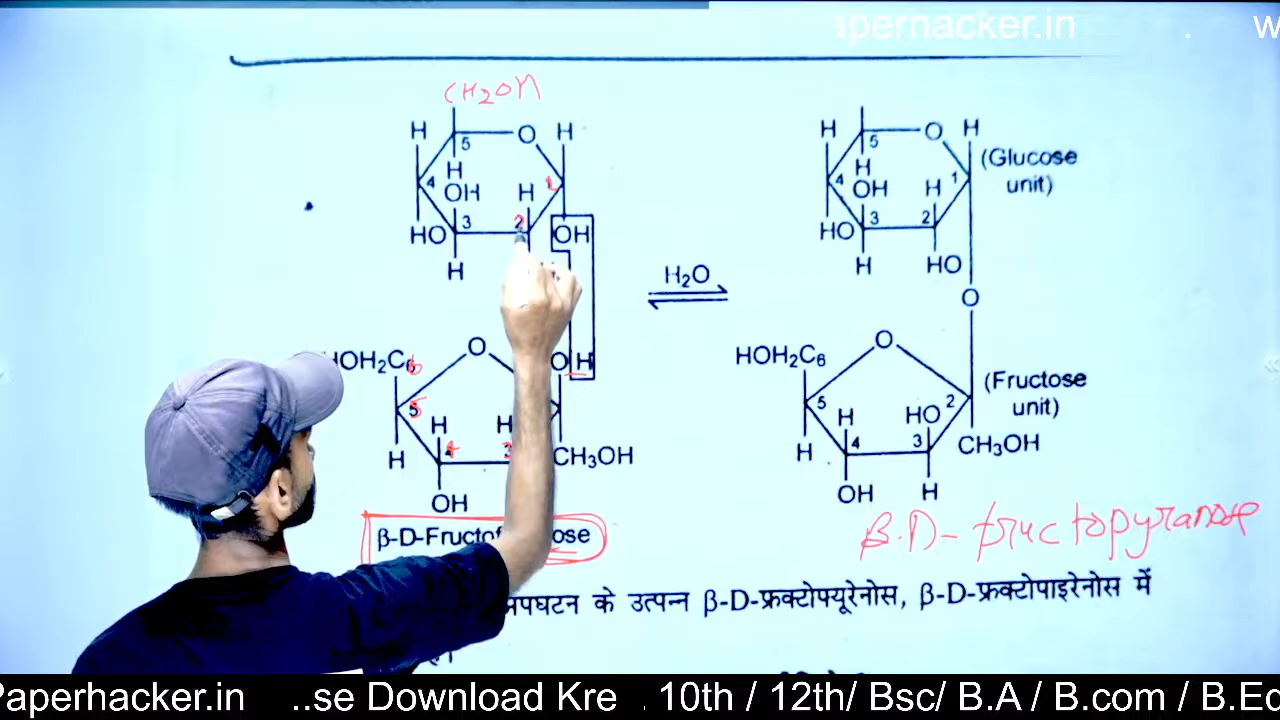 apernacker.in . w
CH2OH
H 5 O H
4 H OH H 1
HO 3 2 OH
H
H2O
HOH2C6 O OH
5 H H
H 4 3 CH3OH
OH
β-D-Fructof ose
H 5 O H (Glucose
4 H OH H 1 unit)
HO 3 2
H HO
O
HOH2C6 O (Fructose
5 H HO 2 unit)
H 4 3 CH3OH
OH H
β-D-fructopyranose
अपघटन के उत्पन्न β-D-फ्रक्टोफ्यूरेनोस, β-D-फ्रक्टोपाइरेनोस में
Paperhacker.in ..se Download Kre . 10th / 12th/ Bsc/ B.A / B.com / B.Ed